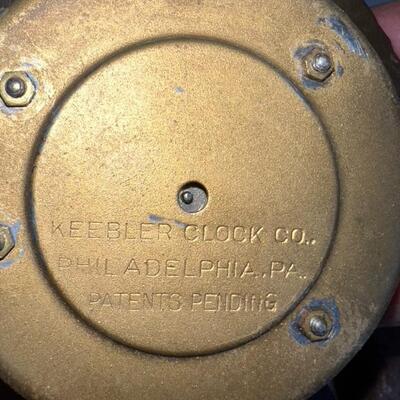 KEEBLER CLOCK CO.,
PHILADELPHIA, PA.
PATENTS PENDING